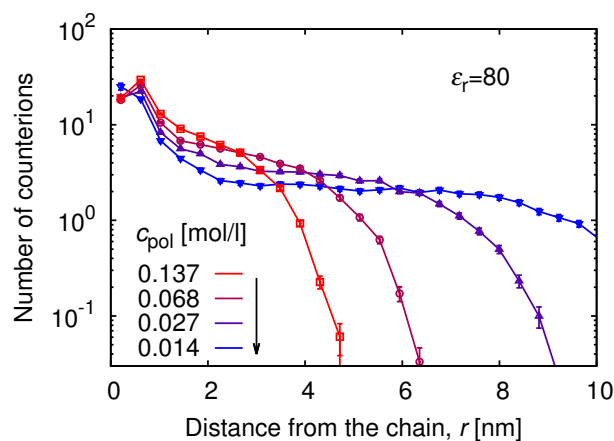 10²
10¹
10⁰
10⁻¹
Number of counterions
εᵣ=80
c_pol [mol/l]
0.137
0.068
0.027
0.014
0 2 4 6 8 10
Distance from the chain, r [nm]